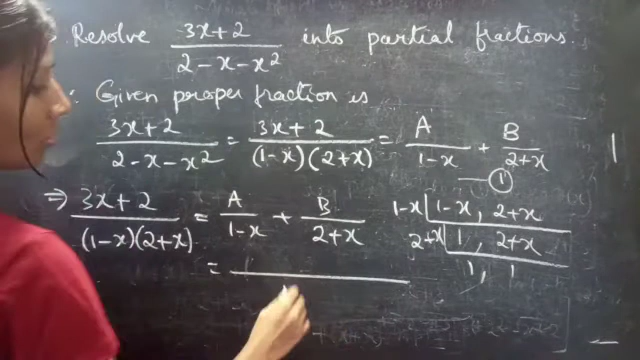 Resolve (3x+2)/(2-x-x²) into partial fractions.
: Given proper fraction is
(3x+2)/(2-x-x²) = (3x+2)/((1-x)(2+x)) = A/(1-x) + B/(2+x)
—①
⇒ (3x+2)/((1-x)(2+x)) = A/(1-x) + B/(2+x)
=
1-x | 1-x, 2+x
2+x | 1, 2+x
1, 1